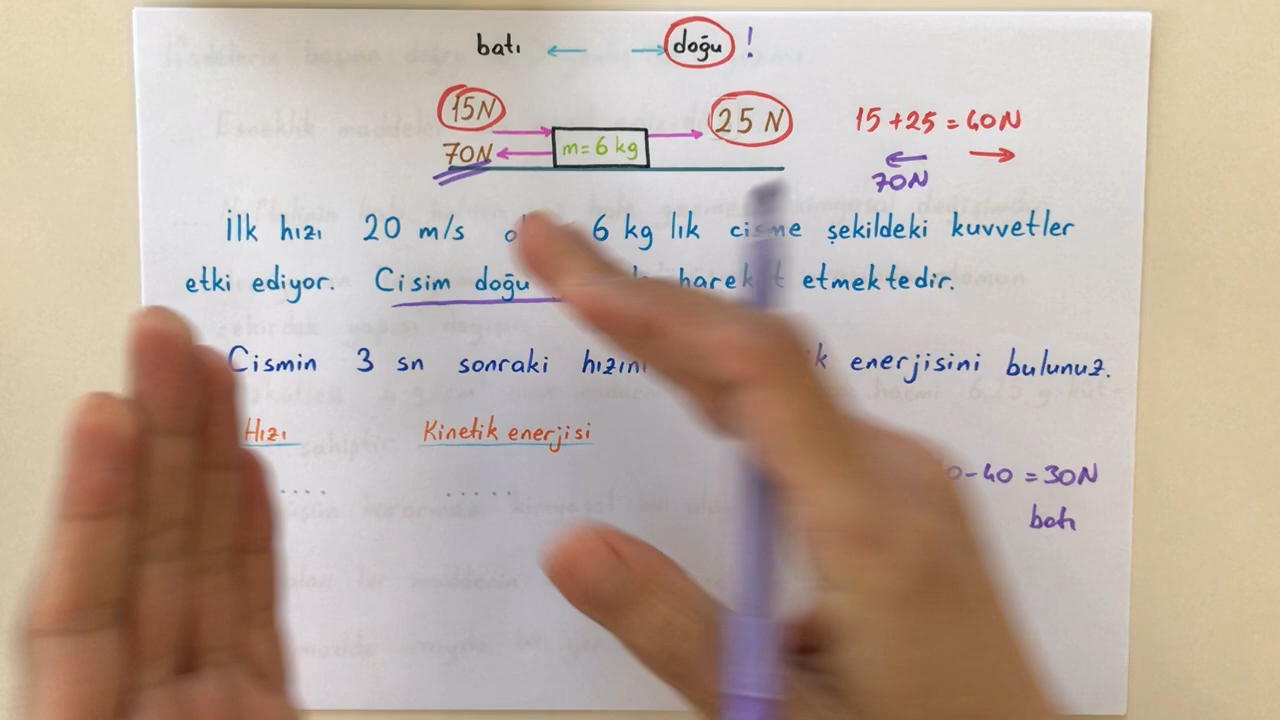 batı ← → doğu !
15N 25 N 15 + 25 = 40N
70N m = 6 kg 70N
İlk hızı 20 m/s 6 kg lık cisme şekildeki kuvvetler
etki ediyor. Cisim doğu etmektedir.
Cismin 3 sn sonraki enerjisini bulunuz.
Hızı Kinetik enerjisi
.... .....
-40 = 30N
batı